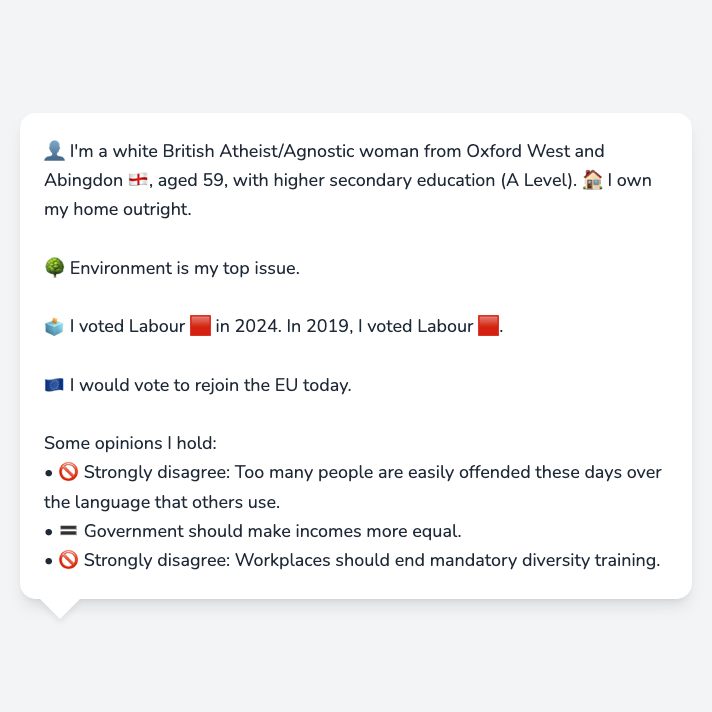 👤 I'm a white British Atheist/Agnostic woman from Oxford West and
Abingdon 🏴󠁧󠁢󠁥󠁮󠁧󠁿, aged 59, with higher secondary education (A Level). 🏠 I own
my home outright.
🌳 Environment is my top issue.
🗳️ I voted Labour 🟥 in 2024. In 2019, I voted Labour 🟥.
🇪🇺 I would vote to rejoin the EU today.
Some opinions I hold:
• 🚫 Strongly disagree: Too many people are easily offended these days over
the language that others use.
• 🟰 Government should make incomes more equal.
• 🚫 Strongly disagree: Workplaces should end mandatory diversity training.